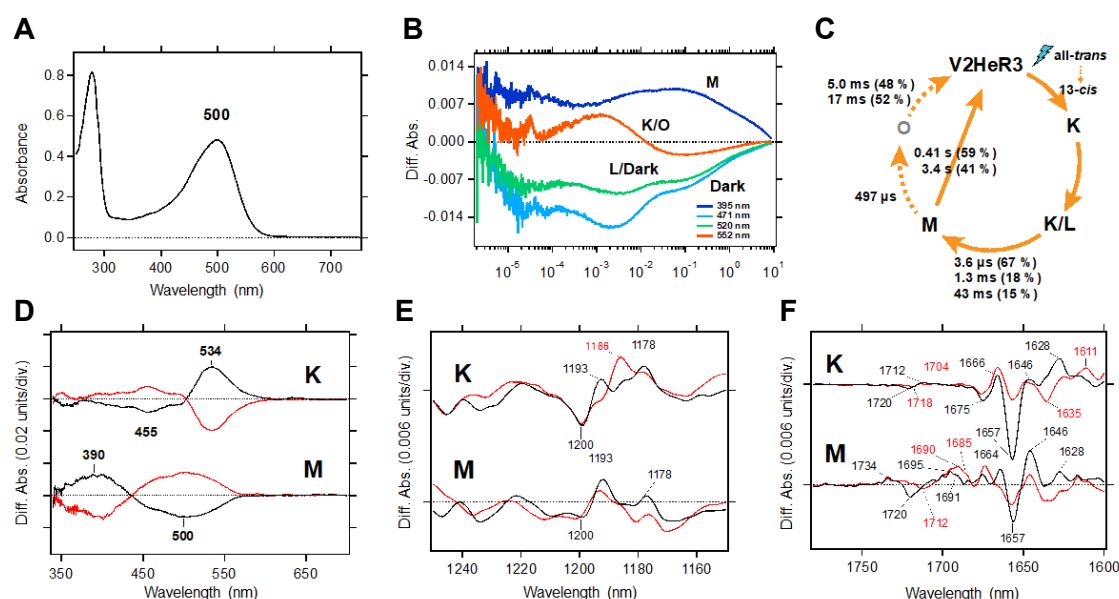 A
Absorbance
0.8
0.6
0.4
0.2
0.0
500
300
400
500
600
700
Wavelength (nm)
B
Diff. Abs.
0.014
0.007
0.000
-0.007
-0.014
M
K/O
L/Dark
Dark
395 nm
471 nm
520 nm
552 nm
10-5
10-4
10-3
10-2
10-1
100
101
C
V2HeR3
all-trans
13-cis
5.0 ms (48 %)
17 ms (52 %)
O
K
0.41 s (59 %)
3.4 s (41 %)
497 µs
M
K/L
3.6 µs (67 %)
1.3 ms (18 %)
43 ms (15 %)
D
Diff. Abs. (0.02 units/div.)
534
K
455
390
M
500
350
450
550
650
Wavelength (nm)
E
Diff. Abs. (0.006 units/div.)
1186
1178
1193
K
1200
1193
M
1178
1200
1240
1220
1200
1180
1160
Wavelength (nm)
F
Diff. Abs. (0.006 units/div.)
K
1628
1611
1712
1704
1666
1646
1720
1718
1675
1635
1657
1646
M
1690
1685
1664
1734
1695
1628
1691
1720
1712
1657
1750
1700
1650
1600
Wavelength (nm)